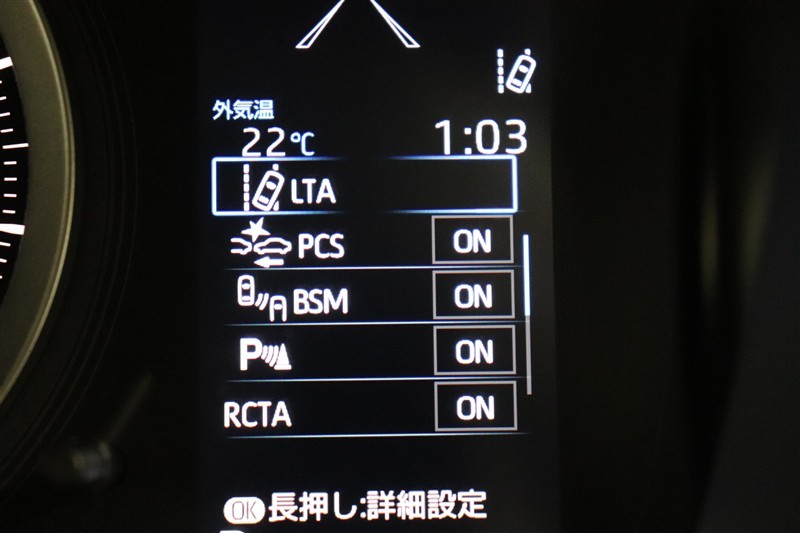 外気温
22℃ 1:03
LTA
PCS ON
BSM ON
P ON
RCTA ON
OK 長押し:詳細設定